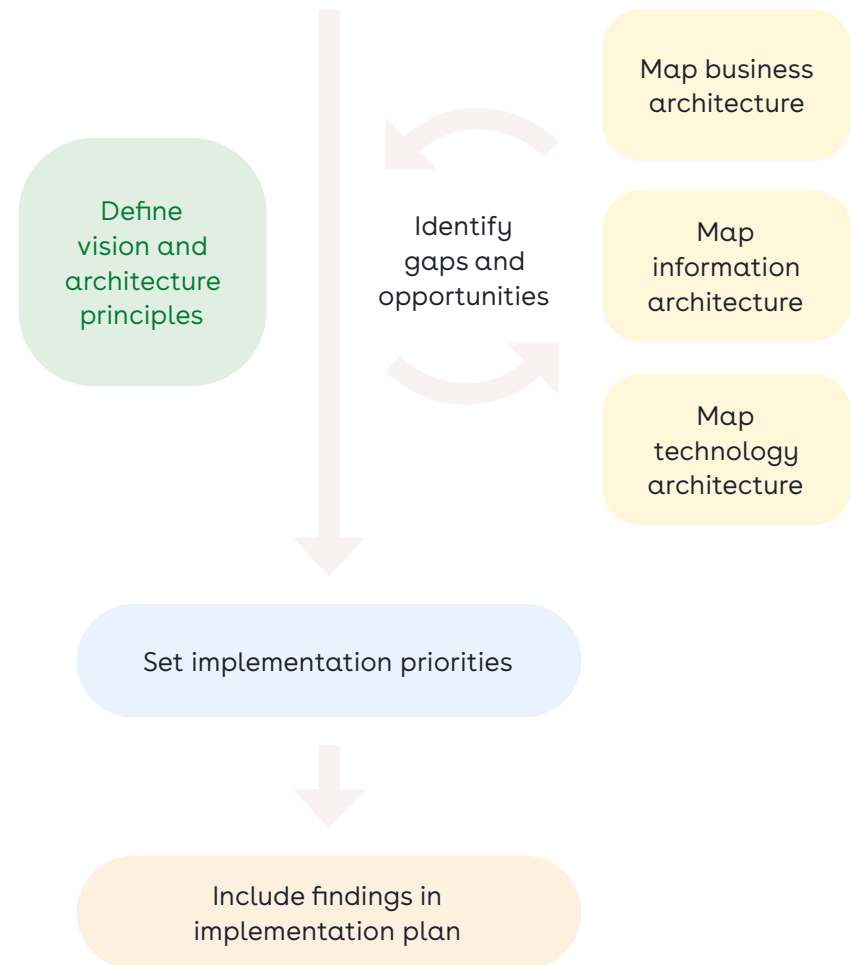 Define
vision and
architecture
principles
Identify
gaps and
opportunities
Map business
architecture
Map
information
architecture
Map
technology
architecture
Set implementation priorities
Include findings in
implementation plan